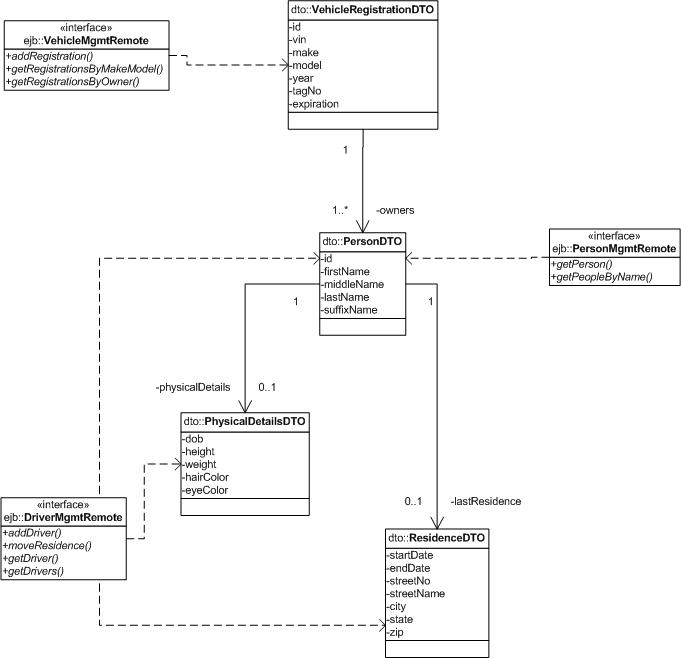 dto::VehicleRegistrationDTO
-id
-vin
-make
-model
-year
-tagNo
-expiration
«interface»
ejb::VehicleMgmtRemote
+addRegistration()
+getRegistrationsByMakeModel()
+getRegistrationsByOwner()
1
1..*
-owners
dto::PersonDTO
-id
-firstName
-middleName
-lastName
-suffixName
«interface»
ejb::PersonMgmtRemote
+getPerson()
+getPeopleByName()
1
1
-physicalDetails
0..1
dto::PhysicalDetailsDTO
-dob
-height
-weight
-hairColor
-eyeColor
«interface»
ejb::DriverMgmtRemote
+addDriver()
+moveResidence()
+getDriver()
+getDrivers()
0..1
-lastResidence
dto::ResidenceDTO
-startDate
-endDate
-streetNo
-streetName
-city
-state
-zip